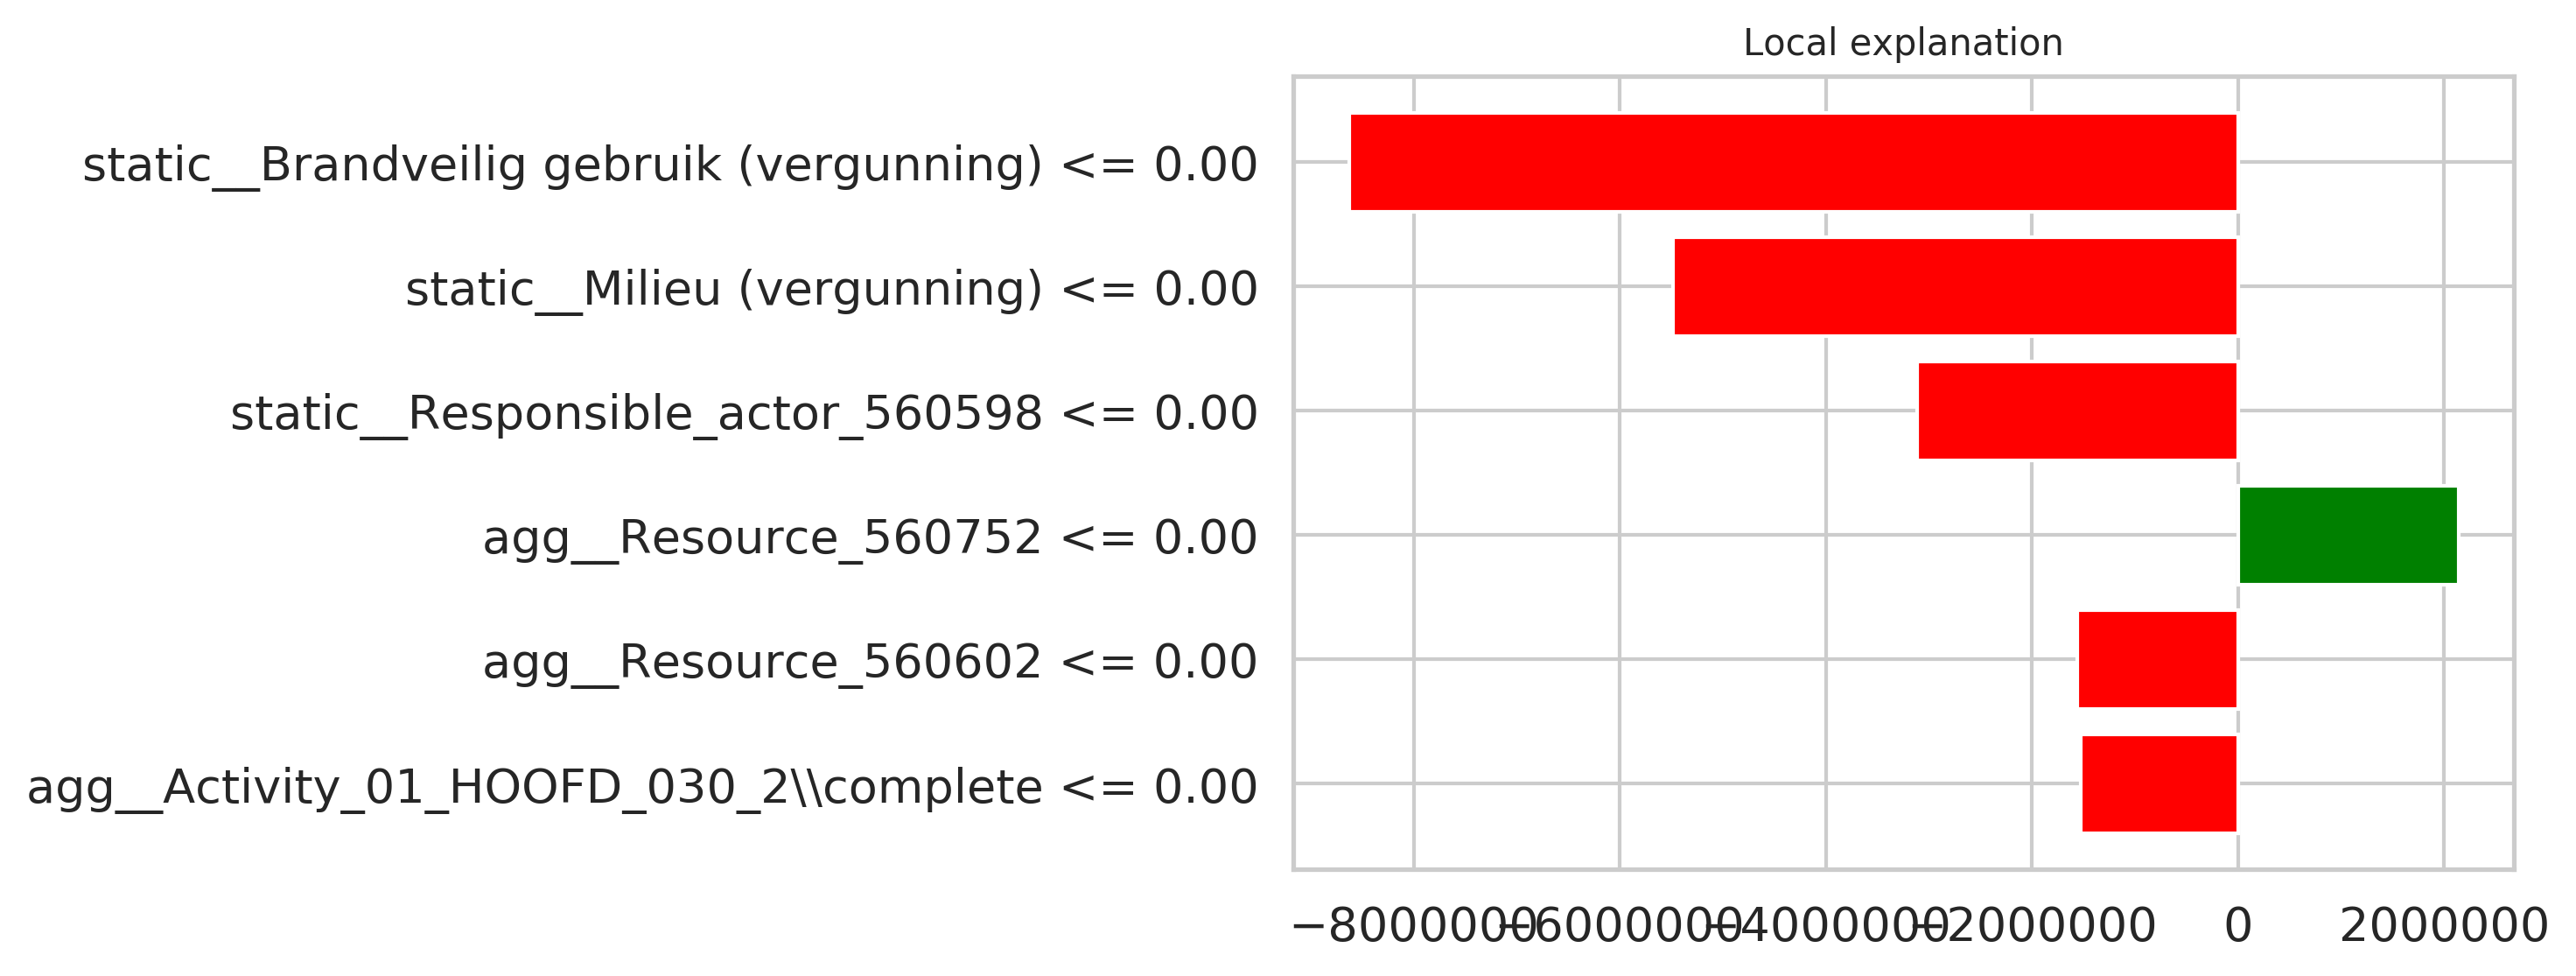 Local explanation
static__Brandveilig gebruik (vergunning) <= 0.00
static__Milieu (vergunning) <= 0.00
static__Responsible_actor_560598 <= 0.00
agg__Resource_560752 <= 0.00
agg__Resource_560602 <= 0.00
agg__Activity_01_HOOFD_030_2\\complete <= 0.00
−8000000 −6000000 −4000000 −2000000 0 2000000